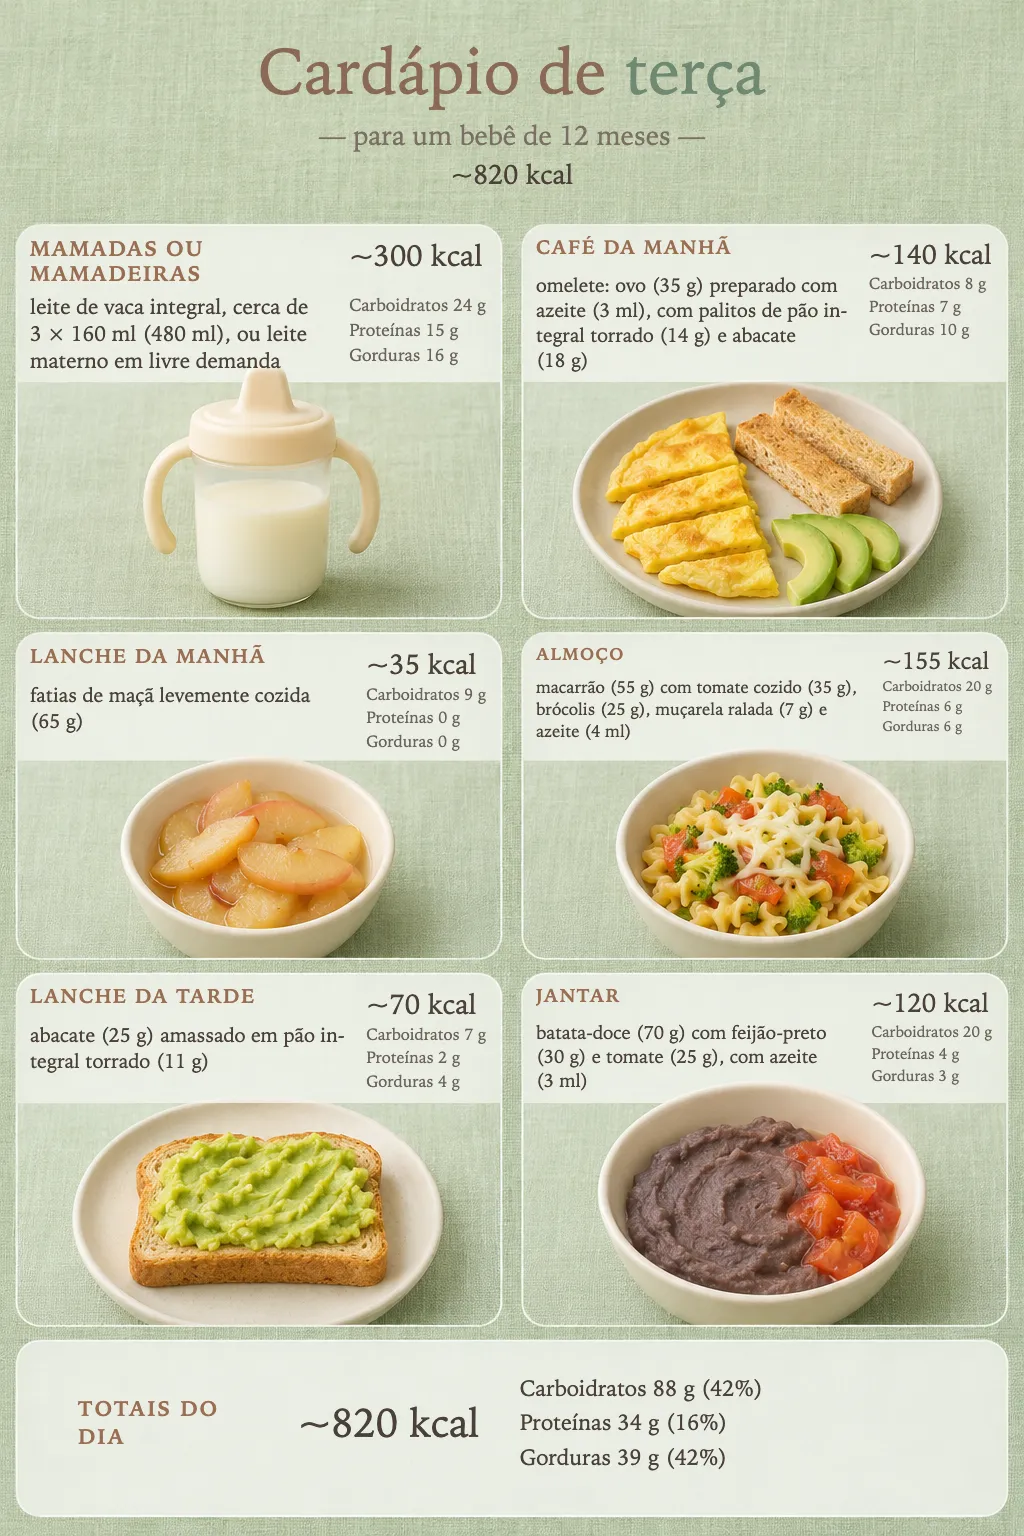 Cardápio de terça
— para um bebê de 12 meses —
~820 kcal
MAMADAS OU
MAMADEIRAS
~300 kcal
leite de vaca integral, cerca de
3 × 160 ml (480 ml), ou leite
materno em livre demanda
Carboidratos 24 g
Proteínas 15 g
Gorduras 16 g
CAFÉ DA MANHÃ
~140 kcal
omelete: ovo (35 g) preparado com
azeite (3 ml), com palitos de pão in-
tegral torrado (14 g) e abacate
(18 g)
Carboidratos 8 g
Proteínas 7 g
Gorduras 10 g
LANCHE DA MANHÃ
~35 kcal
fatias de maçã levemente cozida
(65 g)
Carboidratos 9 g
Proteínas 0 g
Gorduras 0 g
ALMOÇO
~155 kcal
macarrão (55 g) com tomate cozido (35 g),
brócolis (25 g), muçarela ralada (7 g) e
azeite (4 ml)
Carboidratos 20 g
Proteínas 6 g
Gorduras 6 g
LANCHE DA TARDE
~70 kcal
abacate (25 g) amassado em pão in-
tegral torrado (11 g)
Carboidratos 7 g
Proteínas 2 g
Gorduras 4 g
JANTAR
~120 kcal
batata-doce (70 g) com feijão-preto
(30 g) e tomate (25 g), com azeite
(3 ml)
Carboidratos 20 g
Proteínas 4 g
Gorduras 3 g
TOTAIS DO
DIA
~820 kcal
Carboidratos 88 g (42%)
Proteínas 34 g (16%)
Gorduras 39 g (42%)